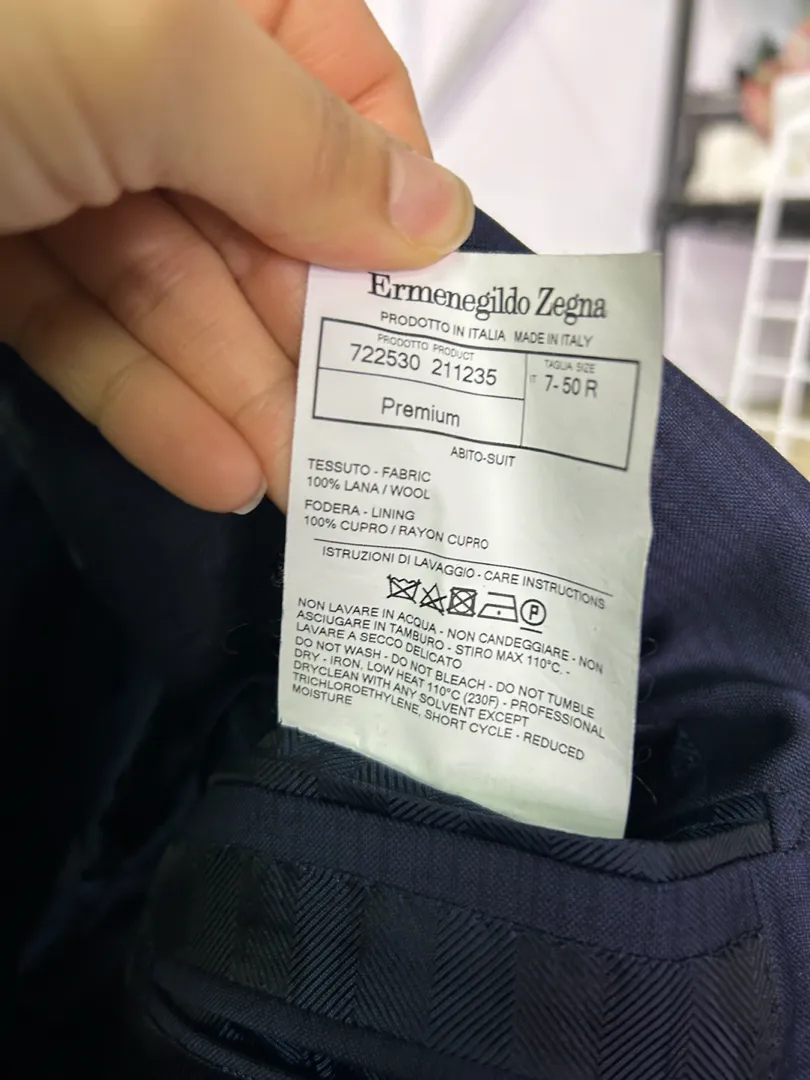 Ermenegildo Zegna
PRODOTTO IN ITALIA MADE IN ITALY
PRODOTTO PRODUCT
722530 211235
TAGLIA SIZE
IT 7-50 R
Premium
ABITO-SUIT
TESSUTO - FABRIC
100% LANA / WOOL
FODERA - LINING
100% CUPRO / RAYON CUPRO
ISTRUZIONI DI LAVAGGIO - CARE INSTRUCTIONS
P
NON LAVARE IN ACQUA - NON CANDEGGIARE - NON
ASCIUGARE IN TAMBURO - STIRO MAX 110°C. -
LAVARE A SECCO DELICATO
DO NOT WASH - DO NOT BLEACH - DO NOT TUMBLE
DRY - IRON. LOW HEAT 110°C (230F) - PROFESSIONAL
DRYCLEAN WITH ANY SOLVENT EXCEPT
TRICHLOROETHYLENE, SHORT CYCLE - REDUCED
MOISTURE